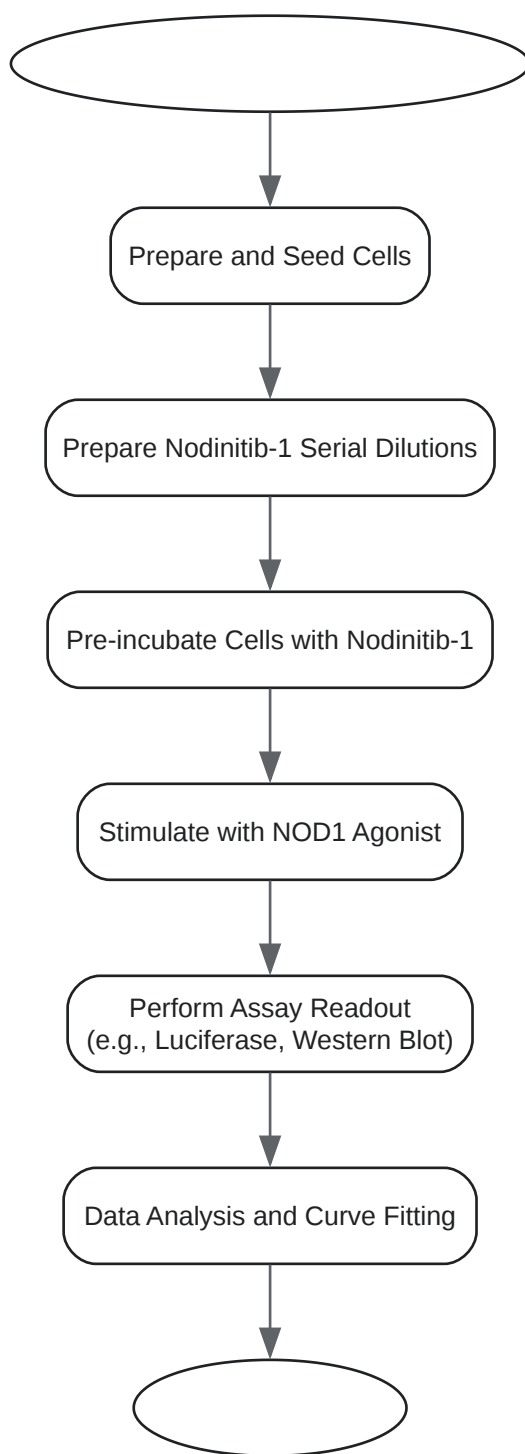 Prepare and Seed Cells
Prepare Nodinitib-1 Serial Dilutions
Pre-incubate Cells with Nodinitib-1
Stimulate with NOD1 Agonist
Perform Assay Readout
(e.g., Luciferase, Western Blot)
Data Analysis and Curve Fitting